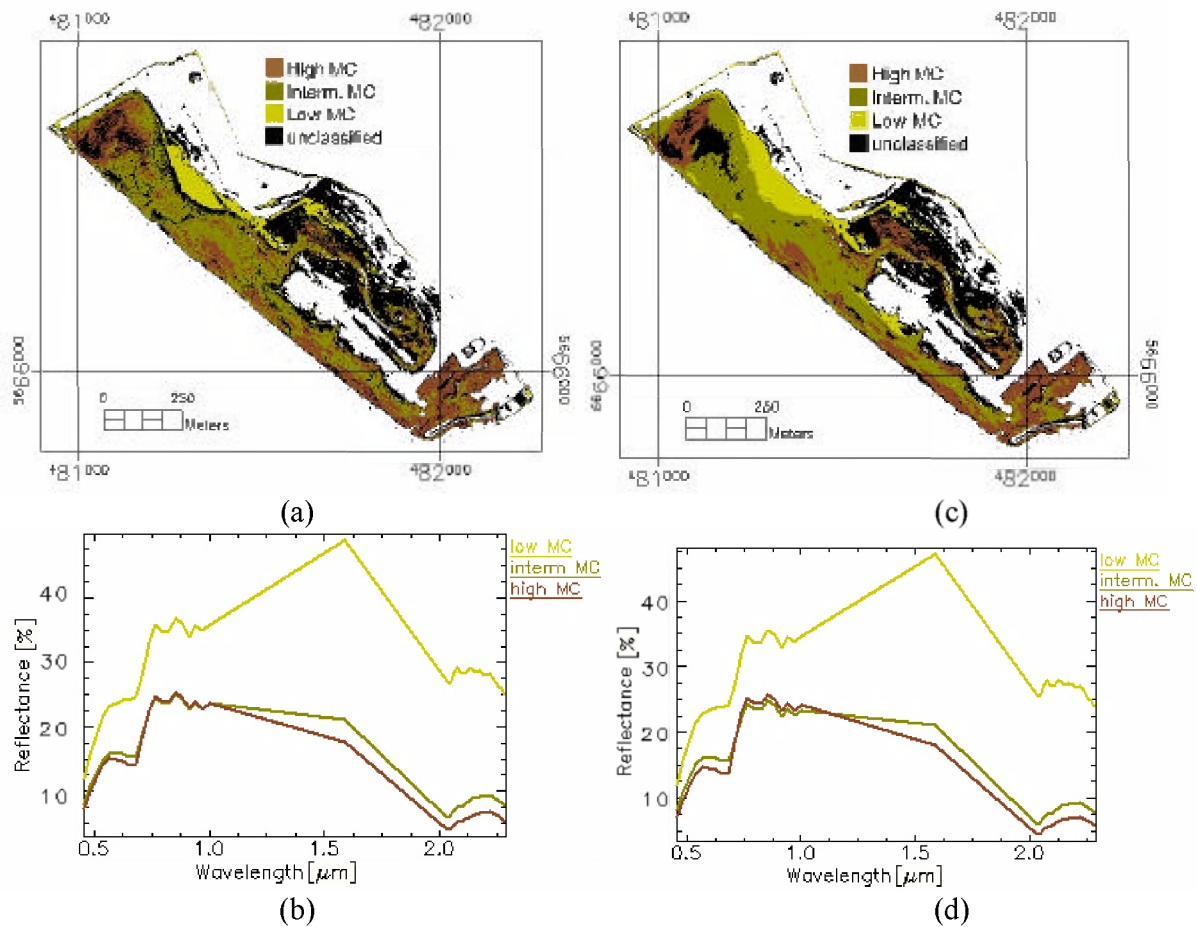 481000 482000 481000 482000
High MC
Interm. MC
Low MC
unclassified
High MC
Interm. MC
Low MC
unclassified
5666000 5666000 5666000 5666000
0 250
Meters
0 250
Meters
481000 482000 481000 482000
(a) (c)
low MC
interm MC
high MC
low MC
interm. MC
high MC
40
30
20
10
Reflectance [%]
0.5 1.0 1.5 2.0
Wavelength [μm]
40
30
20
10
Reflectance [%]
0.5 1.0 1.5 2.0
Wavelength [μm]
(b) (d)